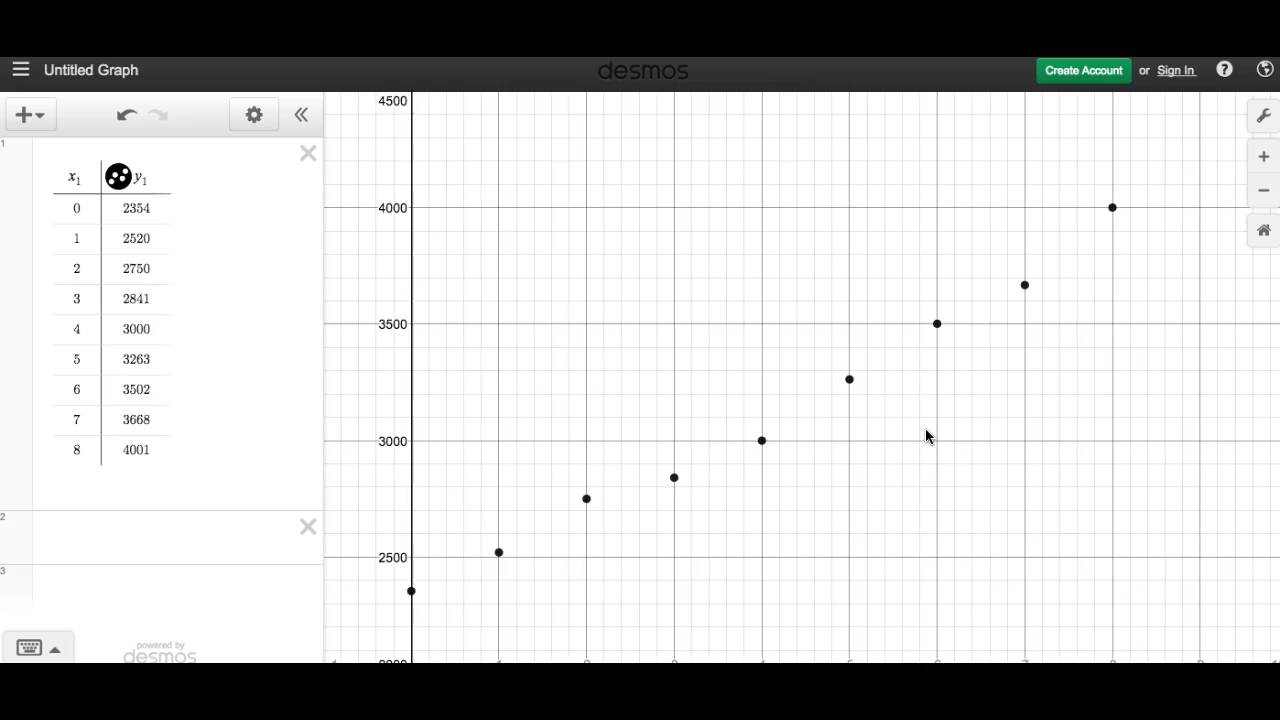 Untitled Graph
desmos
Create Account or Sign In ?
1
x₁ y₁
0 2354
1 2520
2 2750
3 2841
4 3000
5 3263
6 3502
7 3668
8 4001
2
3
powered by
desmos
4500
4000
3500
3000
2500